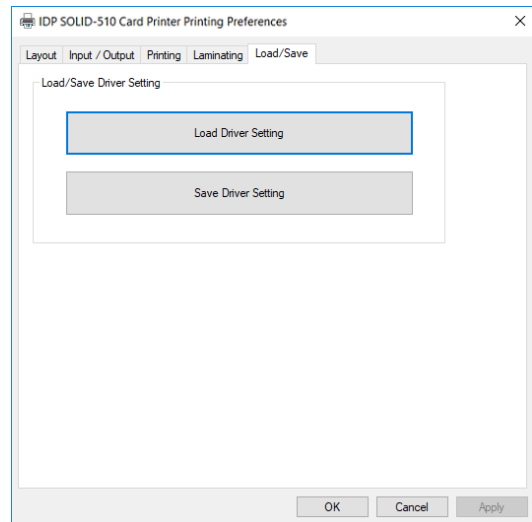 IDP SOLID-510 Card Printer Printing Preferences
Layout Input / Output Printing Laminating Load/Save
Load/Save Driver Setting
Load Driver Setting
Save Driver Setting
OK Cancel Apply